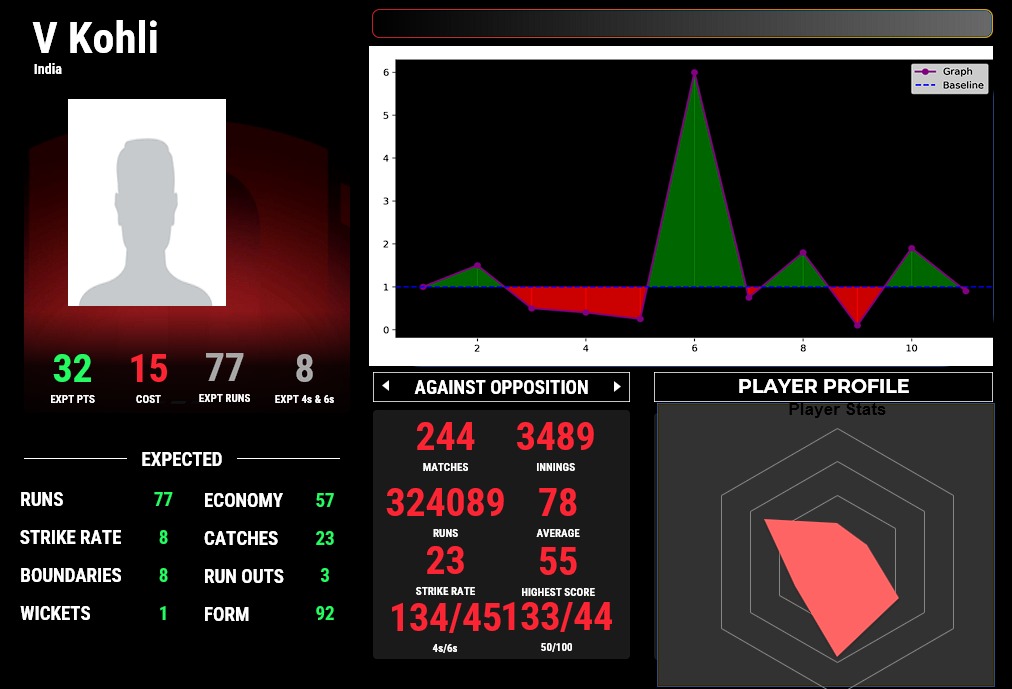 V Kohli
India
32 15 77 8
EXPT PTS COST EXPT RUNS EXPT 4s & 6s
EXPECTED
RUNS 77 ECONOMY 57
STRIKE RATE 8 CATCHES 23
BOUNDARIES 8 RUN OUTS 3
WICKETS 1 FORM 92
Graph
Baseline
6
5
4
3
2
1
0
2 4 6 8 10
AGAINST OPPOSITION
244 3489
MATCHES INNINGS
324089 78
RUNS AVERAGE
23 55
STRIKE RATE HIGHEST SCORE
134/45 133/44
4s/6s 50/100
PLAYER PROFILE
Player Stats